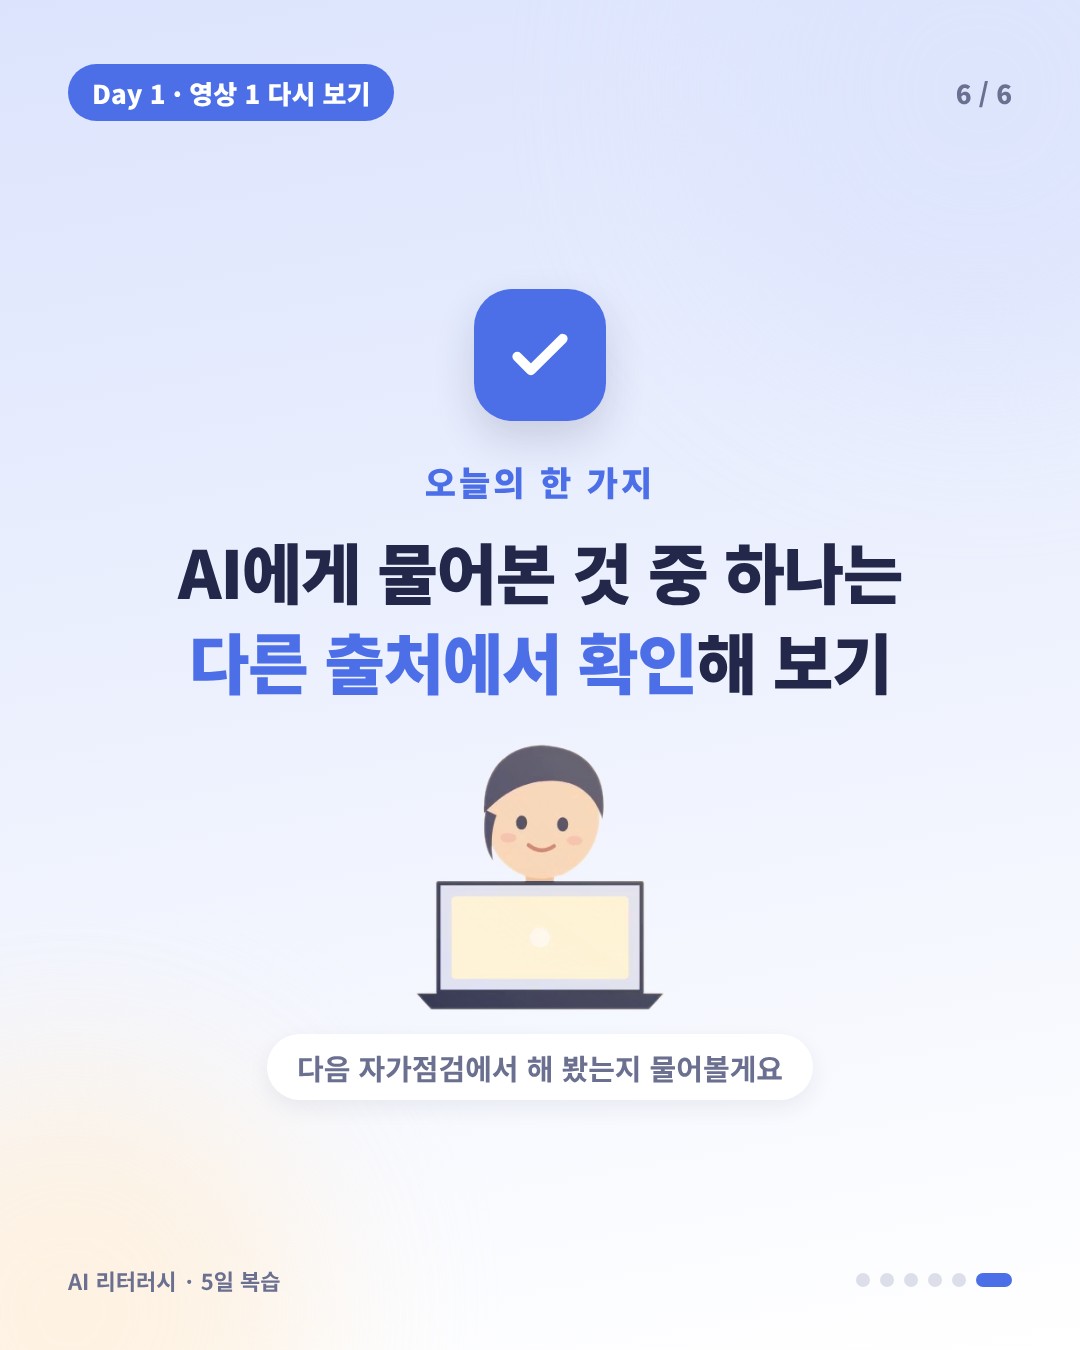 Day 1 · 영상 1 다시 보기
6 / 6
오늘의 한 가지
AI에게 물어본 것 중 하나는
다른 출처에서 확인해 보기
다음 자가점검에서 해 봤는지 물어볼게요
AI 리터러시 · 5일 복습